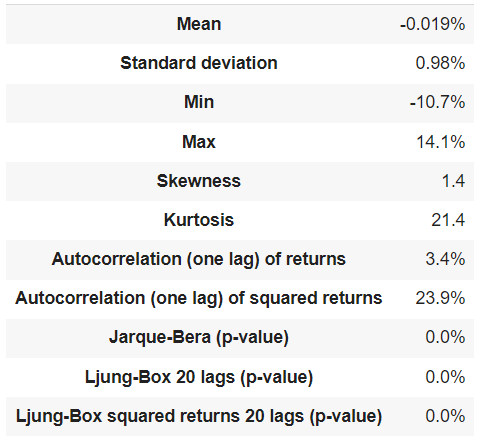 Mean -0.019%
Standard deviation 0.98%
Min -10.7%
Max 14.1%
Skewness 1.4
Kurtosis 21.4
Autocorrelation (one lag) of returns 3.4%
Autocorrelation (one lag) of squared returns 23.9%
Jarque-Bera (p-value) 0.0%
Ljung-Box 20 lags (p-value) 0.0%
Ljung-Box squared returns 20 lags (p-value) 0.0%